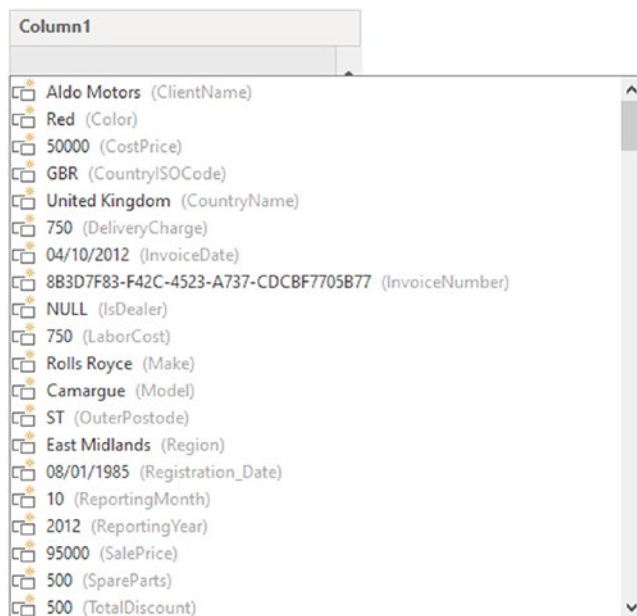 Column1
Aldo Motors (ClientName)
Red (Color)
50000 (CostPrice)
GBR (CountryISOCode)
United Kingdom (CountryName)
750 (DeliveryCharge)
04/10/2012 (InvoiceDate)
8B3D7F83-F42C-4523-A737-CDCBF7705B77 (InvoiceNumber)
NULL (IsDealer)
750 (LaborCost)
Rolls Royce (Make)
Camargue (Model)
ST (OuterPostode)
East Midlands (Region)
08/01/1985 (Registration_Date)
10 (ReportingMonth)
2012 (ReportingYear)
95000 (SalePrice)
500 (SpareParts)
500 (TotalDiscount)